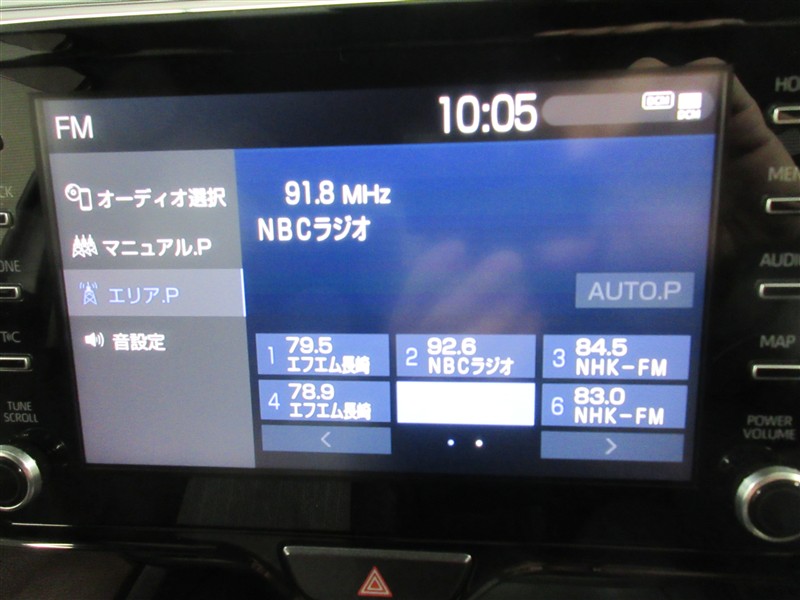 FM
10:05
DCM
DCM
オーディオ選択
マニュアル.P
エリア.P
音設定
91.8 MHz
NBCラジオ
AUTO.P
1 79.5
エフエム長崎
2 92.6
NBCラジオ
3 84.5
NHK-FM
4 78.9
エフエム長崎
6 83.0
NHK-FM
<
>
TUNE
SCROLL
MAP
POWER
VOLUME